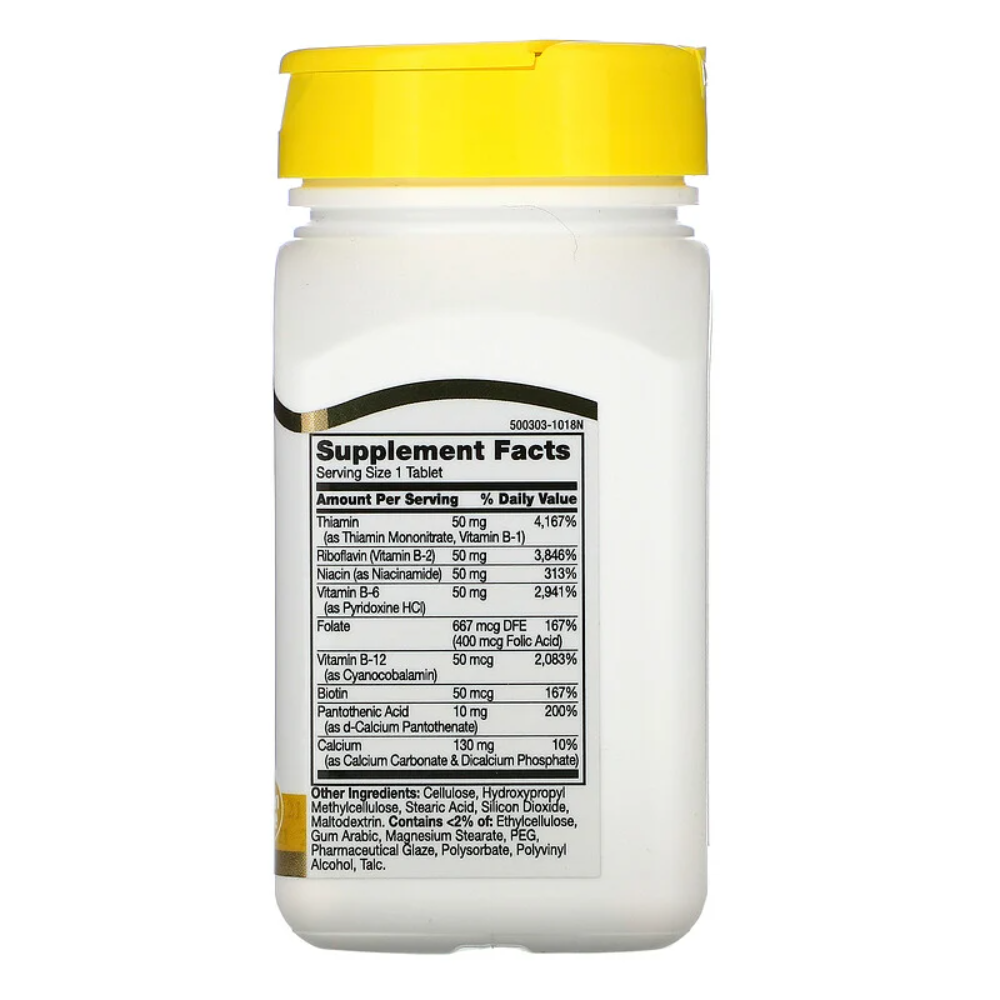 500303-1018N
Supplement Facts
Serving Size 1 Tablet
Amount Per Serving % Daily Value
Thiamin 50 mg 4,167%
(as Thiamin Mononitrate, Vitamin B-1)
Riboflavin (Vitamin B-2) 50 mg 3,846%
Niacin (as Niacinamide) 50 mg 313%
Vitamin B-6 50 mg 2,941%
(as Pyridoxine HCl)
Folate 667 mcg DFE 167%
(400 mcg Folic Acid)
Vitamin B-12 50 mcg 2,083%
(as Cyanocobalamin)
Biotin 50 mcg 167%
Pantothenic Acid 10 mg 200%
(as d-Calcium Pantothenate)
Calcium 130 mg 10%
(as Calcium Carbonate & Dicalcium Phosphate)
Other Ingredients: Cellulose, Hydroxypropyl
Methylcellulose, Stearic Acid, Silicon Dioxide,
Maltodextrin. Contains <2% of: Ethylcellulose,
Gum Arabic, Magnesium Stearate, PEG,
Pharmaceutical Glaze, Polysorbate, Polyvinyl
Alcohol, Talc.